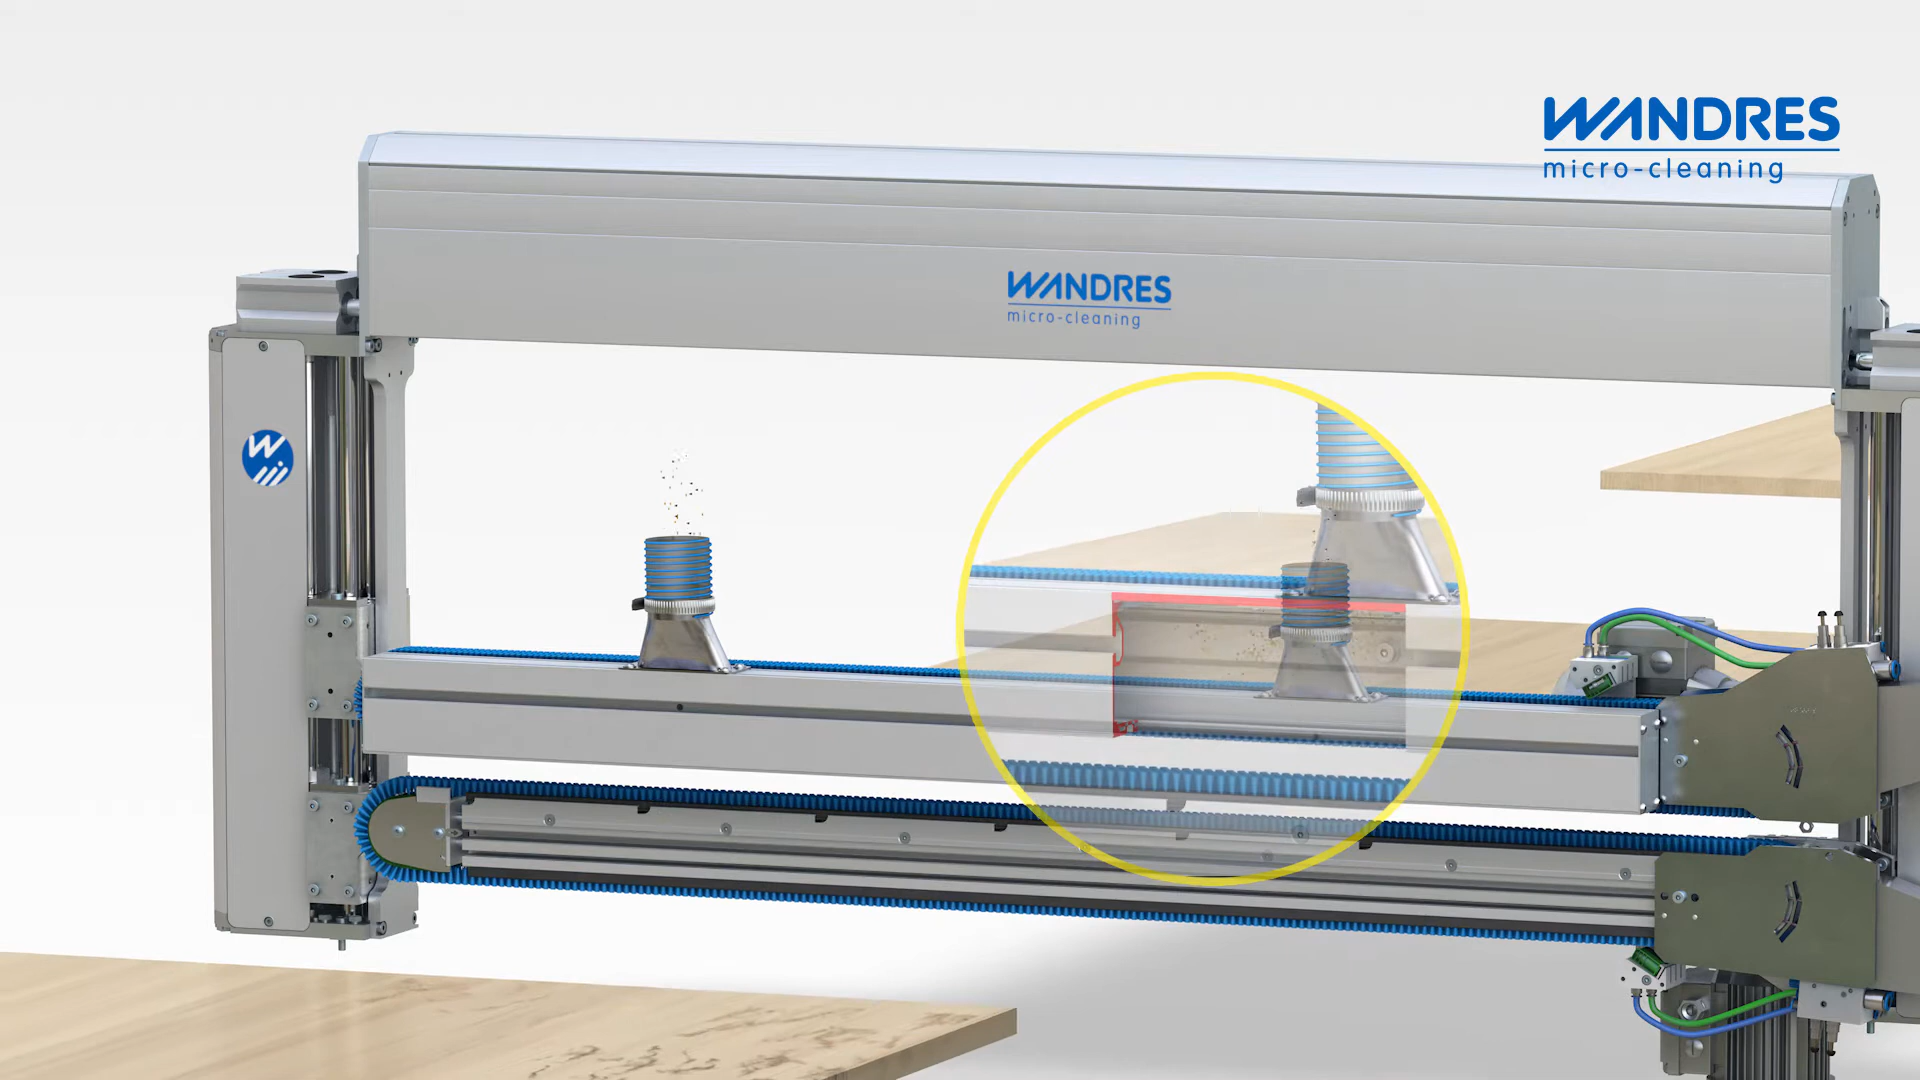 WANDRES
micro-cleaning
WANDRES
micro-cleaning
W